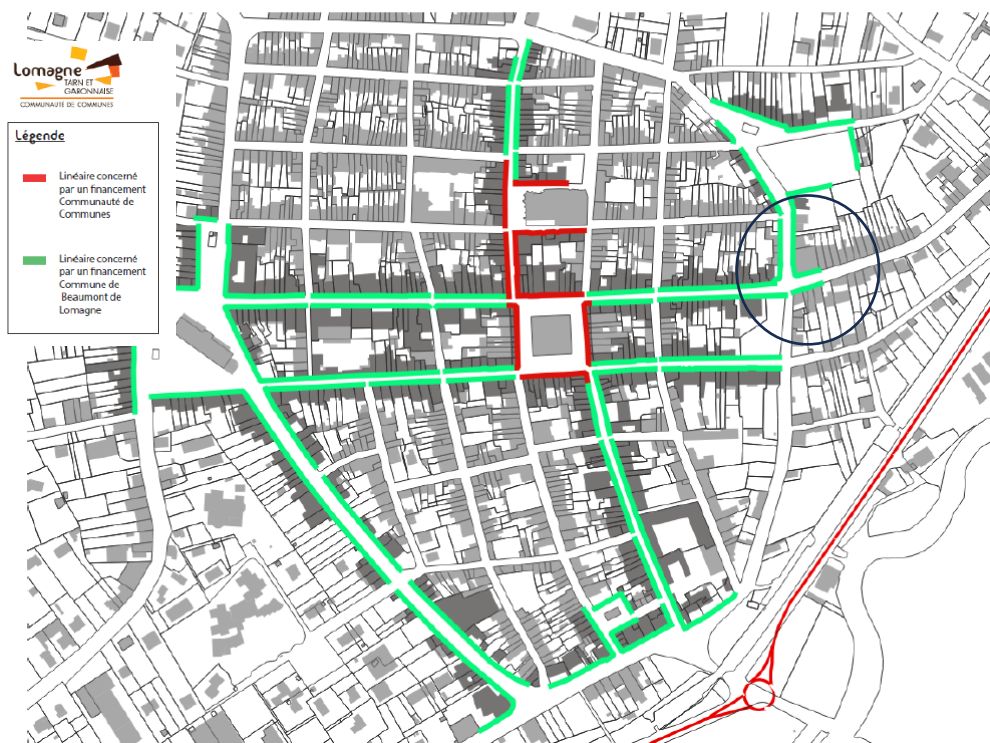 Lomagne
TARN ET
GARONNAISE
COMMUNAUTÉ DE COMMUNES
Légende
Linéaire concerné
par un financement
Communauté de
Communes
Linéaire concerné
par un financement
Commune de
Beaumont de
Lomagne